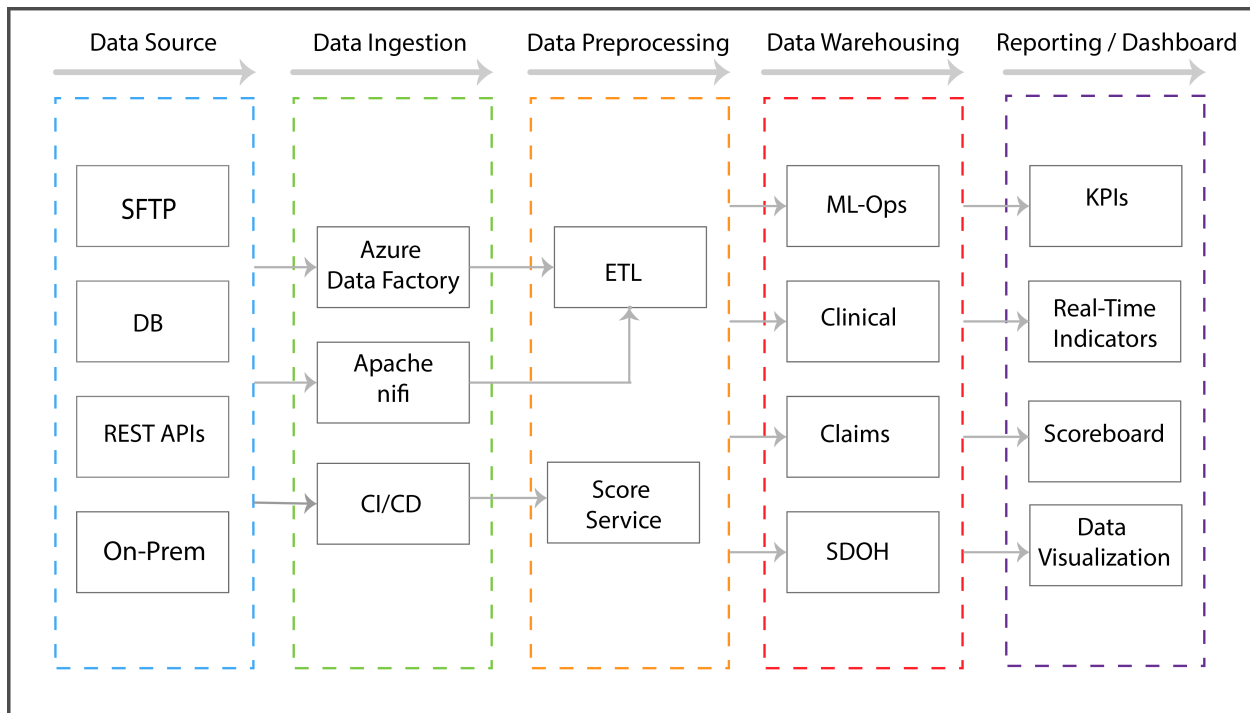 Data Source
Data Ingestion
Data Preprocessing
Data Warehousing
Reporting / Dashboard
SFTP
DB
REST APIs
On-Prem
Azure
Data Factory
Apache
nifi
CI/CD
ETL
Score
Service
ML-Ops
Clinical
Claims
SDOH
KPIs
Real-Time
Indicators
Scoreboard
Data
Visualization